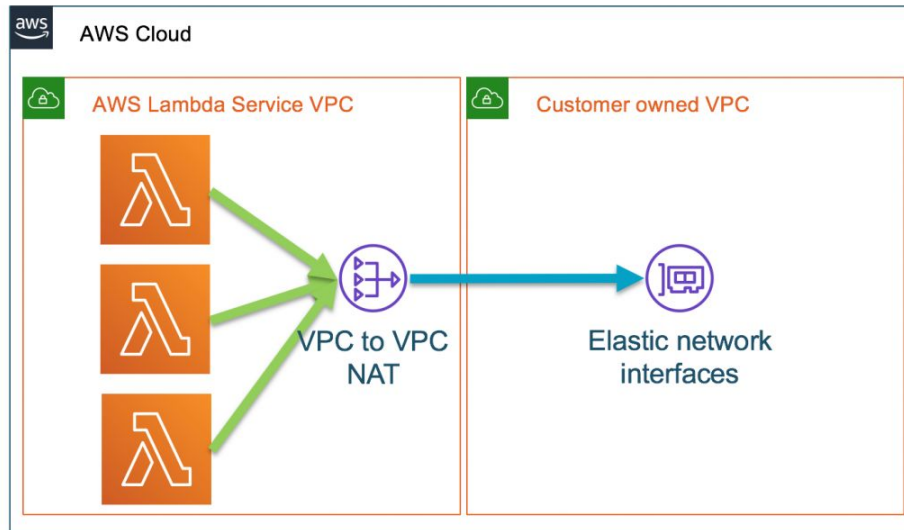 aws
AWS Cloud
AWS Lambda Service VPC
Customer owned VPC
VPC to VPC
NAT
Elastic network
interfaces